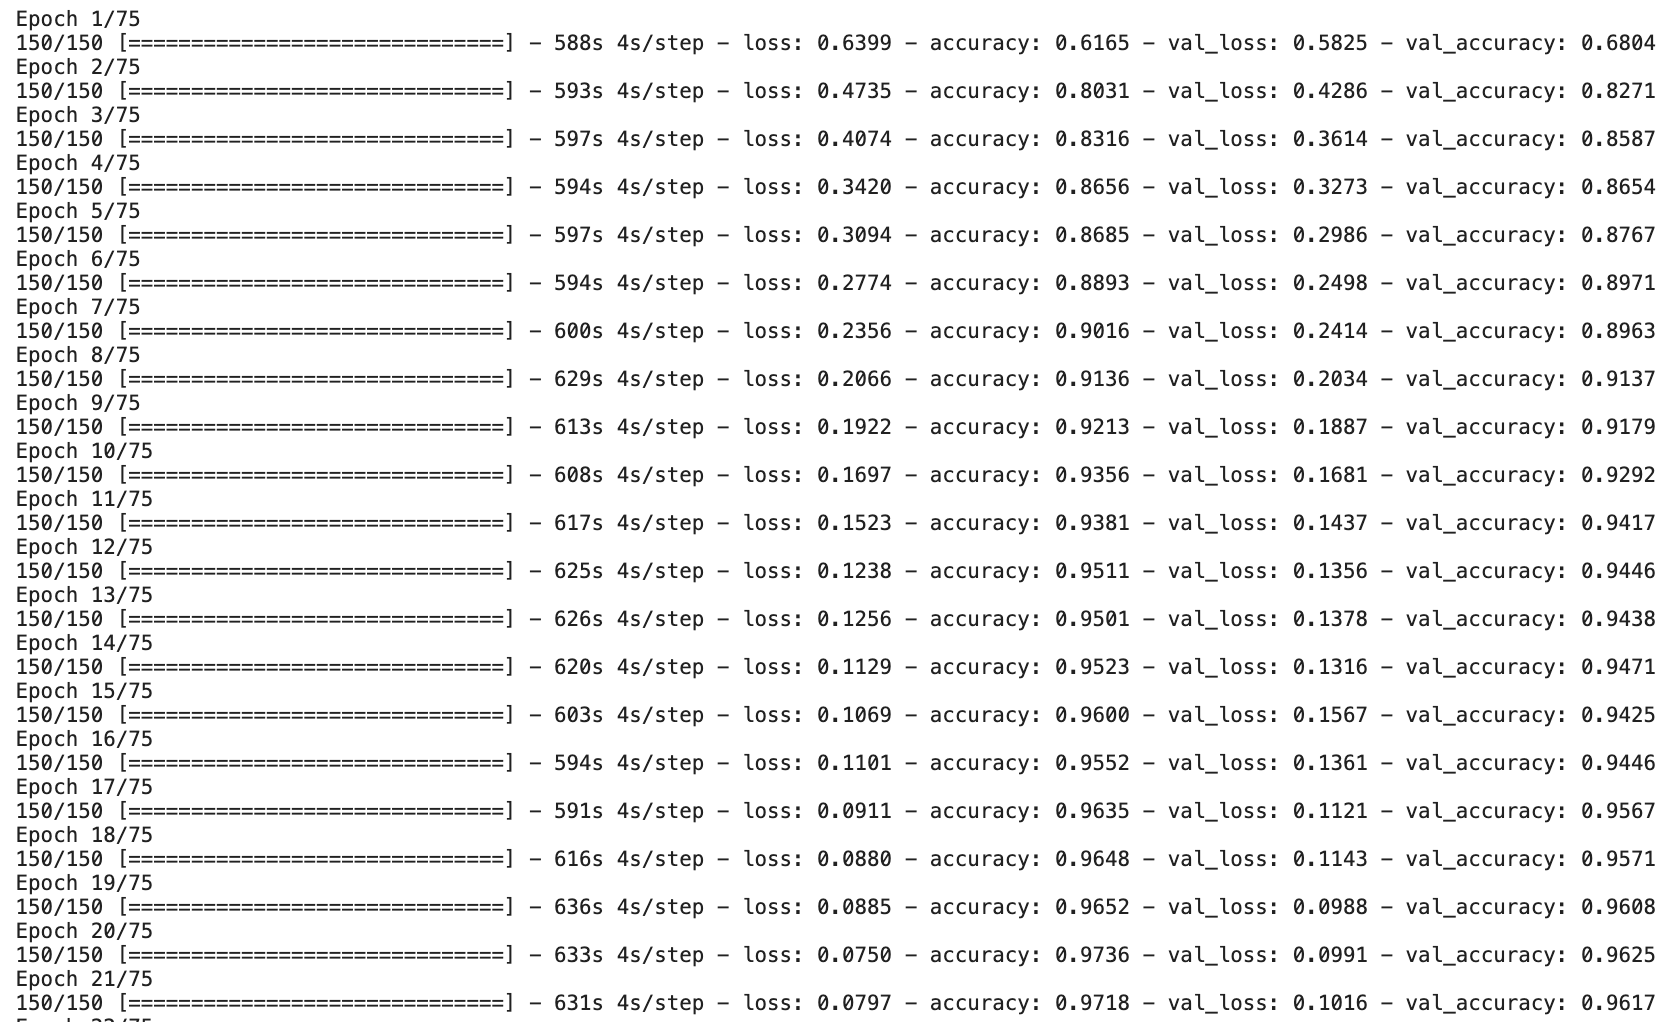 Epoch 1/75
150/150 [==============================] - 588s 4s/step - loss: 0.6399 - accuracy: 0.6165 - val_loss: 0.5825 - val_accuracy: 0.6804
Epoch 2/75
150/150 [==============================] - 593s 4s/step - loss: 0.4735 - accuracy: 0.8031 - val_loss: 0.4286 - val_accuracy: 0.8271
Epoch 3/75
150/150 [==============================] - 597s 4s/step - loss: 0.4074 - accuracy: 0.8316 - val_loss: 0.3614 - val_accuracy: 0.8587
Epoch 4/75
150/150 [==============================] - 594s 4s/step - loss: 0.3420 - accuracy: 0.8656 - val_loss: 0.3273 - val_accuracy: 0.8654
Epoch 5/75
150/150 [==============================] - 597s 4s/step - loss: 0.3094 - accuracy: 0.8685 - val_loss: 0.2986 - val_accuracy: 0.8767
Epoch 6/75
150/150 [==============================] - 594s 4s/step - loss: 0.2774 - accuracy: 0.8893 - val_loss: 0.2498 - val_accuracy: 0.8971
Epoch 7/75
150/150 [==============================] - 600s 4s/step - loss: 0.2356 - accuracy: 0.9016 - val_loss: 0.2414 - val_accuracy: 0.8963
Epoch 8/75
150/150 [==============================] - 629s 4s/step - loss: 0.2066 - accuracy: 0.9136 - val_loss: 0.2034 - val_accuracy: 0.9137
Epoch 9/75
150/150 [==============================] - 613s 4s/step - loss: 0.1922 - accuracy: 0.9213 - val_loss: 0.1887 - val_accuracy: 0.9179
Epoch 10/75
150/150 [==============================] - 608s 4s/step - loss: 0.1697 - accuracy: 0.9356 - val_loss: 0.1681 - val_accuracy: 0.9292
Epoch 11/75
150/150 [==============================] - 617s 4s/step - loss: 0.1523 - accuracy: 0.9381 - val_loss: 0.1437 - val_accuracy: 0.9417
Epoch 12/75
150/150 [==============================] - 625s 4s/step - loss: 0.1238 - accuracy: 0.9511 - val_loss: 0.1356 - val_accuracy: 0.9446
Epoch 13/75
150/150 [==============================] - 626s 4s/step - loss: 0.1256 - accuracy: 0.9501 - val_loss: 0.1378 - val_accuracy: 0.9438
Epoch 14/75
150/150 [==============================] - 620s 4s/step - loss: 0.1129 - accuracy: 0.9523 - val_loss: 0.1316 - val_accuracy: 0.9471
Epoch 15/75
150/150 [==============================] - 603s 4s/step - loss: 0.1069 - accuracy: 0.9600 - val_loss: 0.1567 - val_accuracy: 0.9425
Epoch 16/75
150/150 [==============================] - 594s 4s/step - loss: 0.1101 - accuracy: 0.9552 - val_loss: 0.1361 - val_accuracy: 0.9446
Epoch 17/75
150/150 [==============================] - 591s 4s/step - loss: 0.0911 - accuracy: 0.9635 - val_loss: 0.1121 - val_accuracy: 0.9567
Epoch 18/75
150/150 [==============================] - 616s 4s/step - loss: 0.0880 - accuracy: 0.9648 - val_loss: 0.1143 - val_accuracy: 0.9571
Epoch 19/75
150/150 [==============================] - 636s 4s/step - loss: 0.0885 - accuracy: 0.9652 - val_loss: 0.0988 - val_accuracy: 0.9608
Epoch 20/75
150/150 [==============================] - 633s 4s/step - loss: 0.0750 - accuracy: 0.9736 - val_loss: 0.0991 - val_accuracy: 0.9625
Epoch 21/75
150/150 [==============================] - 631s 4s/step - loss: 0.0797 - accuracy: 0.9718 - val_loss: 0.1016 - val_accuracy: 0.9617